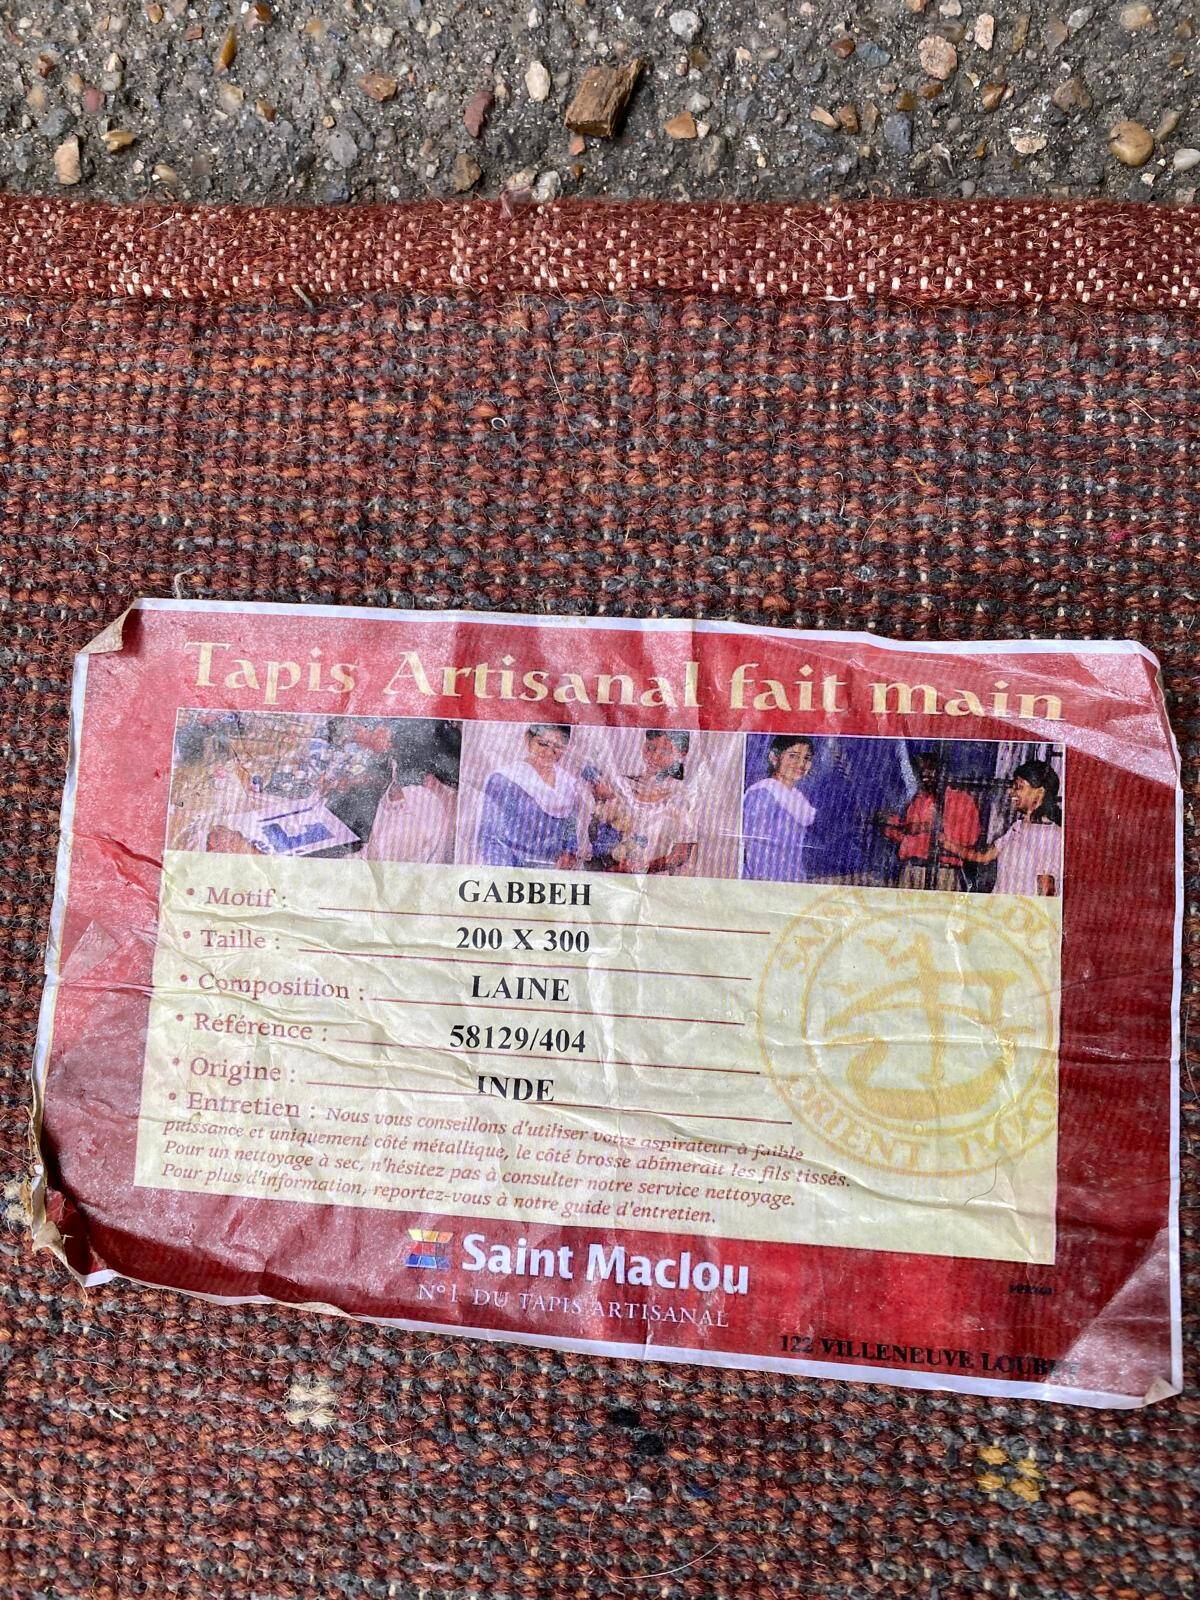 Tapis Artisanal fait main
• Motif : GABBEH
• Taille : 200 X 300
• Composition : LAINE
• Référence : 58129/404
• Origine : INDE
• Entretien : Nous vous conseillons d'utiliser votre aspirateur à faible
puissance et uniquement côté métallique, le côté brosse abîmerait les fils tissés.
Pour un nettoyage à sec, n'hésitez pas à consulter notre service nettoyage.
Pour plus d'information, reportez-vous à notre guide d'entretien.
Saint Maclou
N°1 DU TAPIS ARTISANAL
122 VILLENEUVE